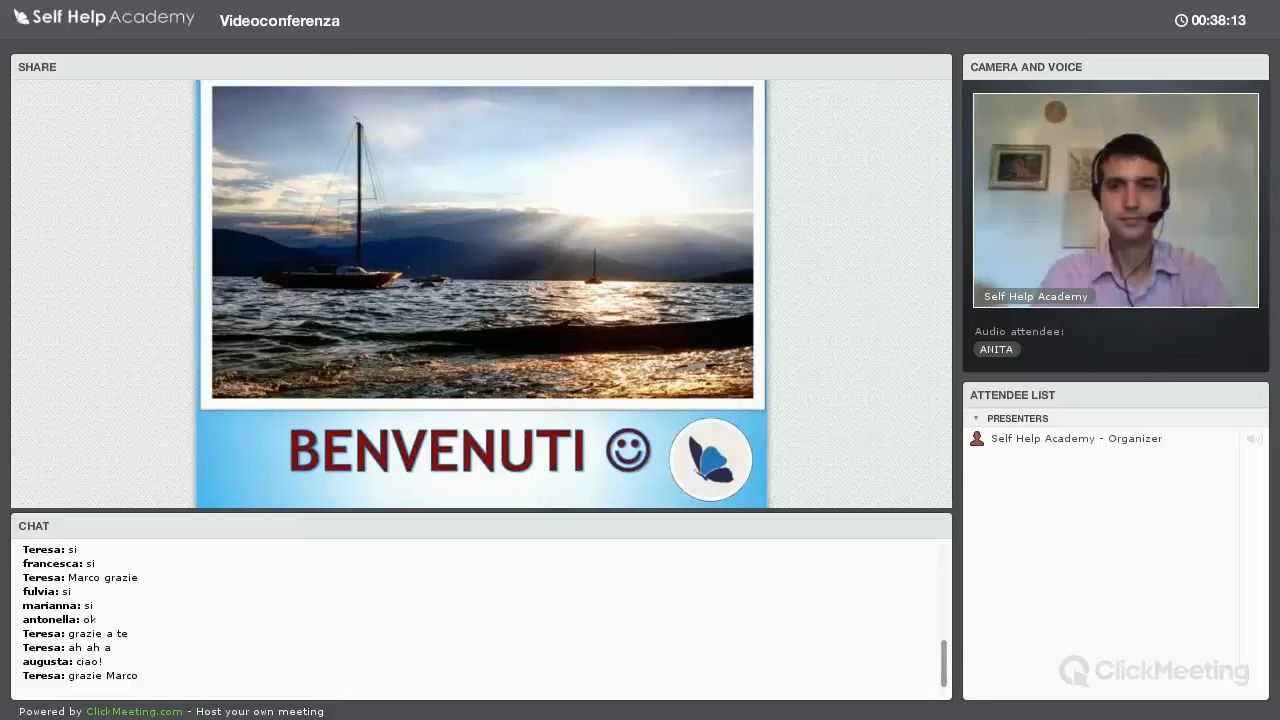 Self Help Academy
Videoconferenza
00:38:13
SHARE
BENVENUTI
CAMERA AND VOICE
Self Help Academy
Audio attendee:
ANITA
ATTENDEE LIST
PRESENTERS
Self Help Academy - Organizer
CHAT
Teresa: si
francesca: si
Teresa: Marco grazie
fulvia: si
marianna: si
antonella: ok
Teresa: grazie a te
Teresa: ah ah a
augusta: ciao!
Teresa: grazie Marco
ClickMeeting
Powered by ClickMeeting.com - Host your own meeting